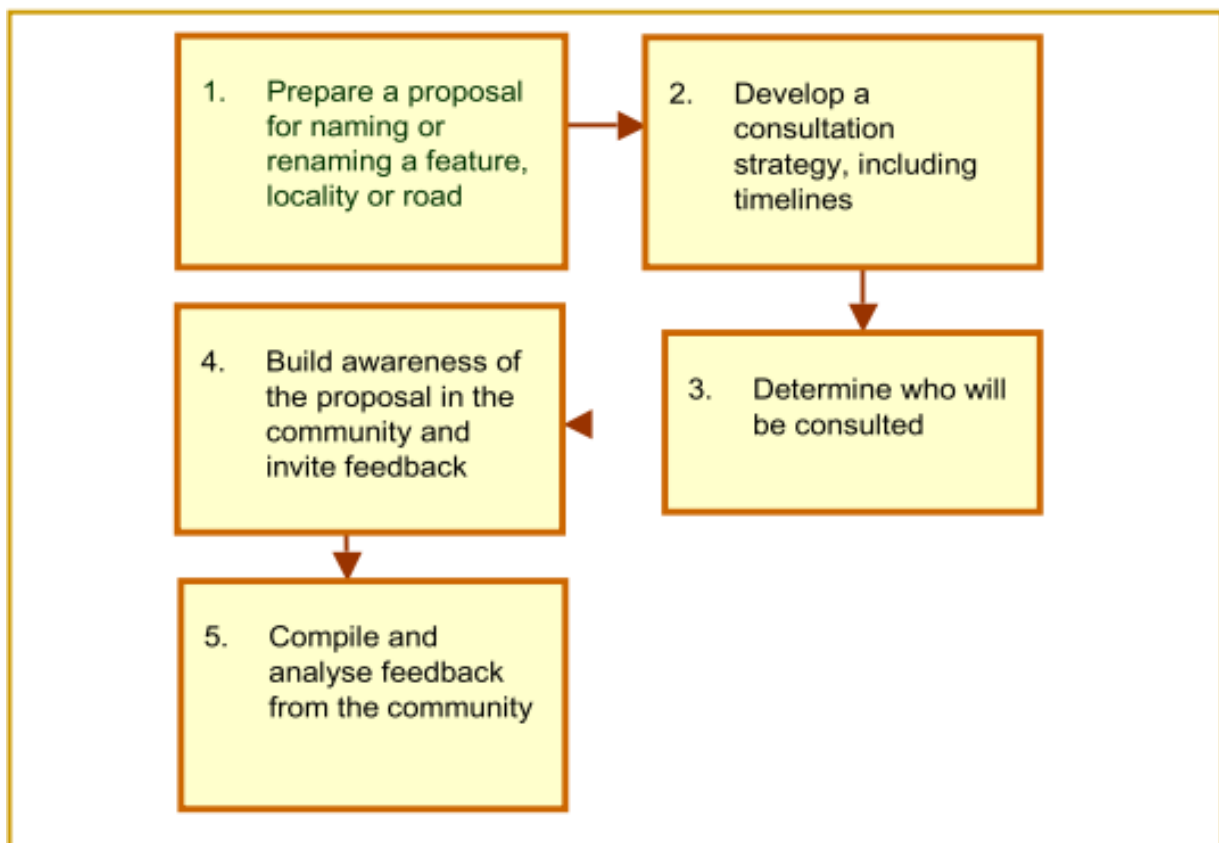 1. Prepare a proposal
for naming or
renaming a feature,
locality or road
2. Develop a
consultation
strategy, including
timelines
3. Determine who will
be consulted
4. Build awareness of
the proposal in the
community and
invite feedback
5. Compile and
analyse feedback
from the community